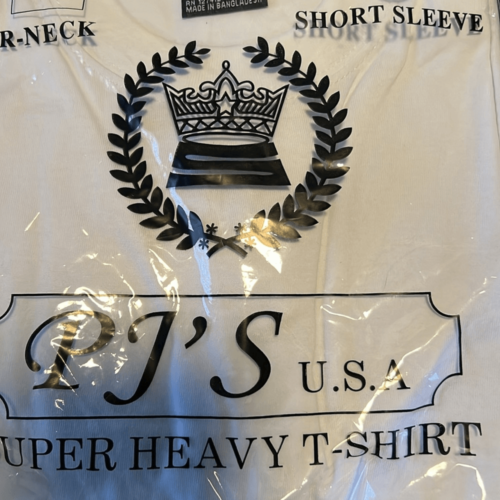 MADE IN BANGLADESH
R-NECK
SHORT SLEEVE
PJ'S U.S.A
UPER HEAVY T-SHIRT